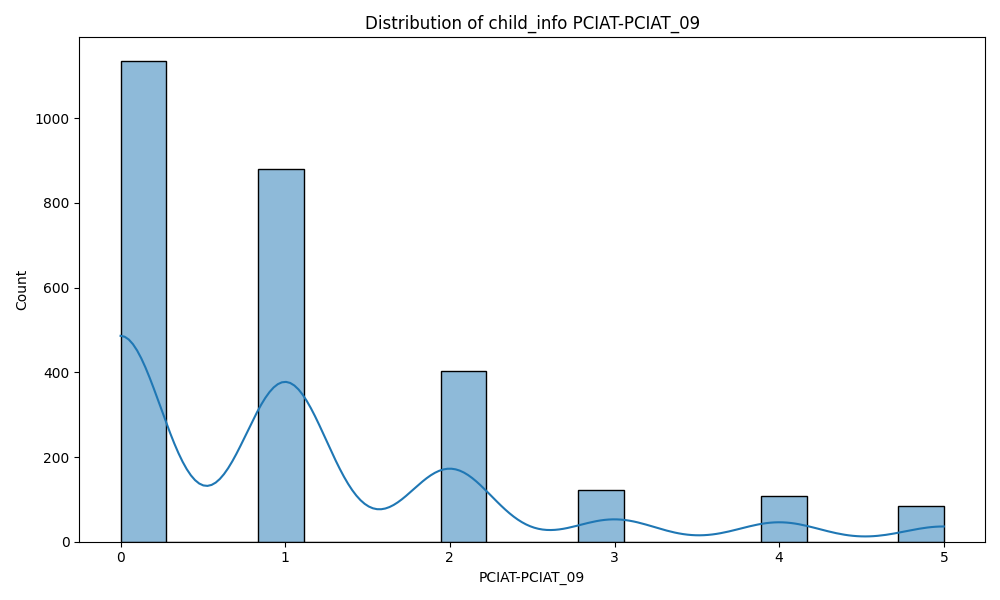 Distribution of child_info PCIAT-PCIAT_09
Count
1000
800
600
400
200
0
0 1 2 3 4 5
PCIAT-PCIAT_09